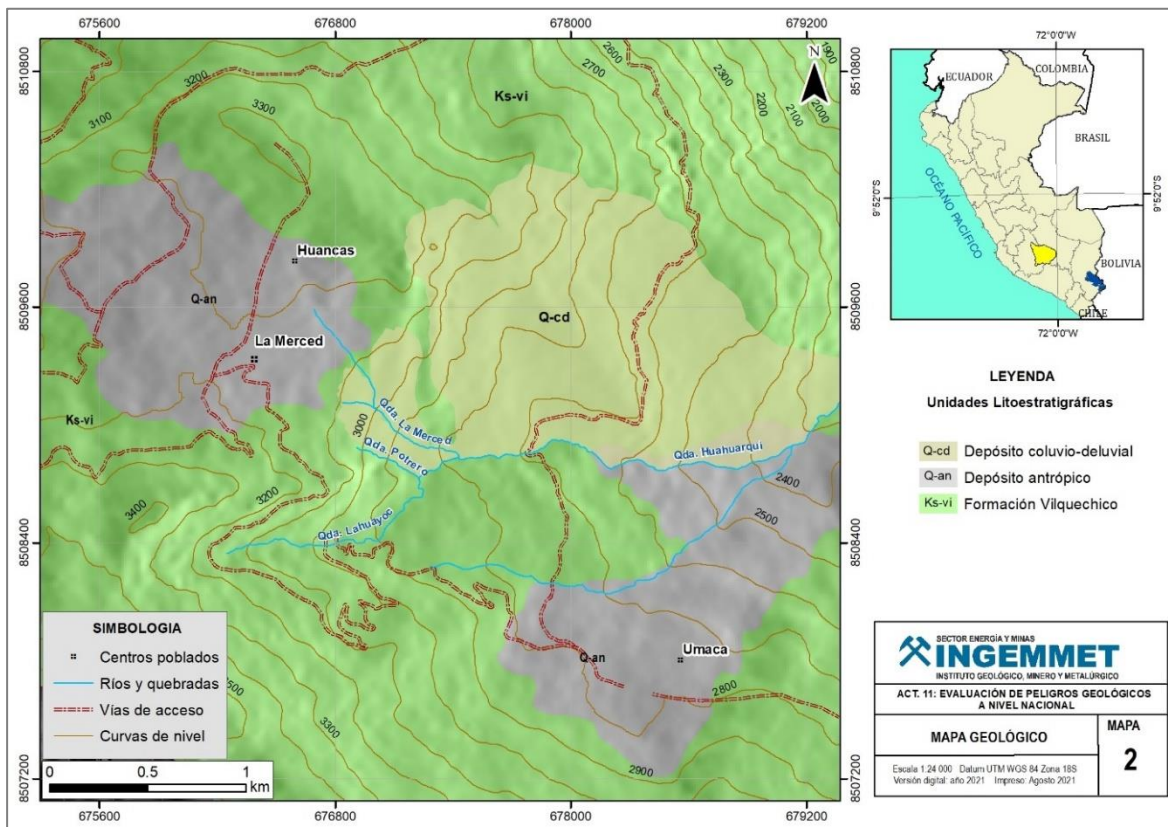 675600
676800
678000
679200
8510800
8509600
8508400
8507200
N
3200
3300
3100
2600
2700
2300
2200
2100
2000
1900
Ks-vi
Huancas
Q-an
La Merced
Q-cd
Ks-vi
3000
Qda. La Merced
Qda. Potrero
Qda. Huahuarqui
3200
3400
Qda. Lahuayoc
2400
2500
Umaca
Q-an
2800
3300
2900
SIMBOLOGIA
Centros poblados
Ríos y quebradas
Vías de acceso
Curvas de nivel
0 0.5 1
km
675600
676800
678000
679200
8510800
8509600
8508400
8507200
72°0'0"W
ECUADOR
COLOMBIA
BRASIL
OCÉANO PACÍFICO
9°52'0"S
9°52'0"S
BOLIVIA
CHILE
72°0'0"W
LEYENDA
Unidades Litoestratigráficas
Q-cd Depósito coluvio-deluvial
Q-an Depósito antrópico
Ks-vi Formación Vilquechico
SECTOR ENERGÍA Y MINAS
INGEMMET
INSTITUTO GEOLÓGICO, MINERO Y METALÚRGICO
ACT. 11: EVALUACIÓN DE PELIGROS GEOLÓGICOS
A NIVEL NACIONAL
MAPA GEOLÓGICO
MAPA
2
Escala 1:24 000 Datum UTM WGS 84 Zona 18S
Versión digital: año 2021 Impreso: Agosto 2021